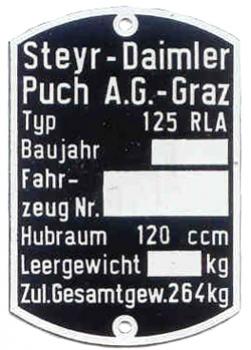 Steyr-Daimler
Puch A.G.-Graz
Typ 125 RLA
Baujahr
Fahr-
zeug Nr.
Hubraum 120 ccm
Leergewicht kg
Zul.Gesamtgew.264kg